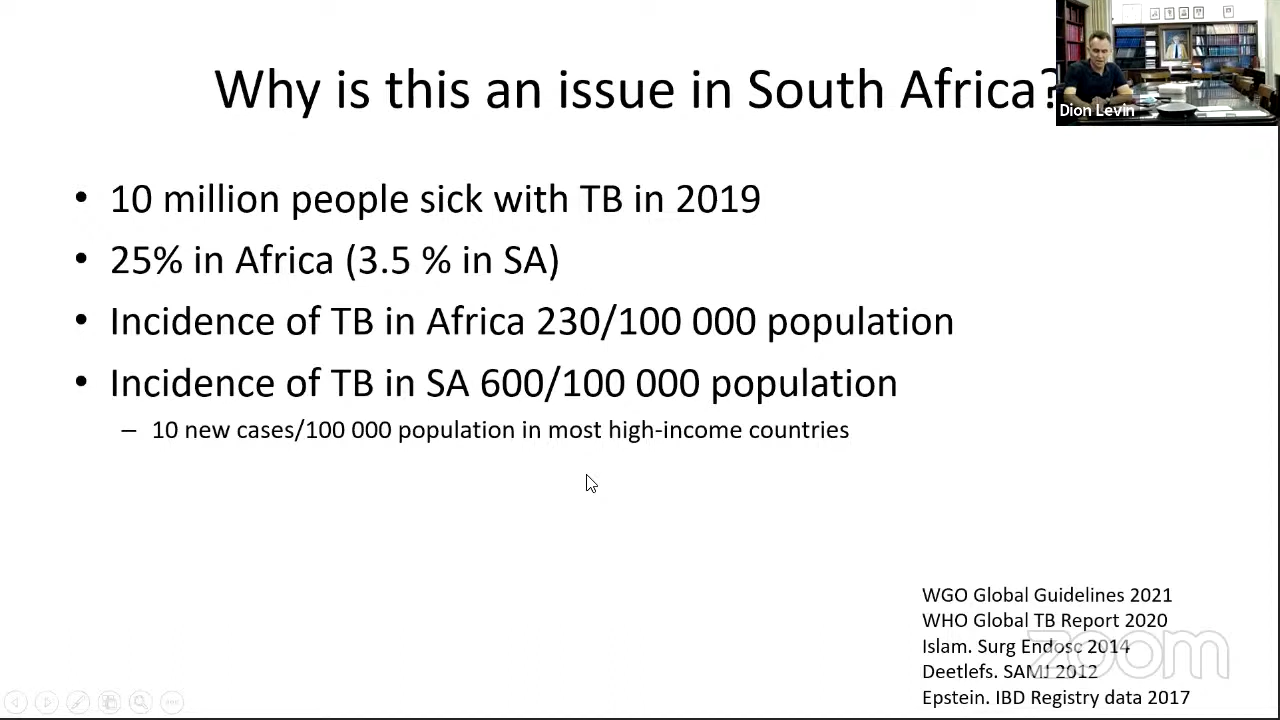 Why is this an issue in South Africa?
Dion Levin
• 10 million people sick with TB in 2019
• 25% in Africa (3.5 % in SA)
• Incidence of TB in Africa 230/100 000 population
• Incidence of TB in SA 600/100 000 population
– 10 new cases/100 000 population in most high-income countries
WGO Global Guidelines 2021
WHO Global TB Report 2020
Islam. Surg Endosc 2014
Deetlefs. SAMJ 2012
Epstein. IBD Registry data 2017
zoom